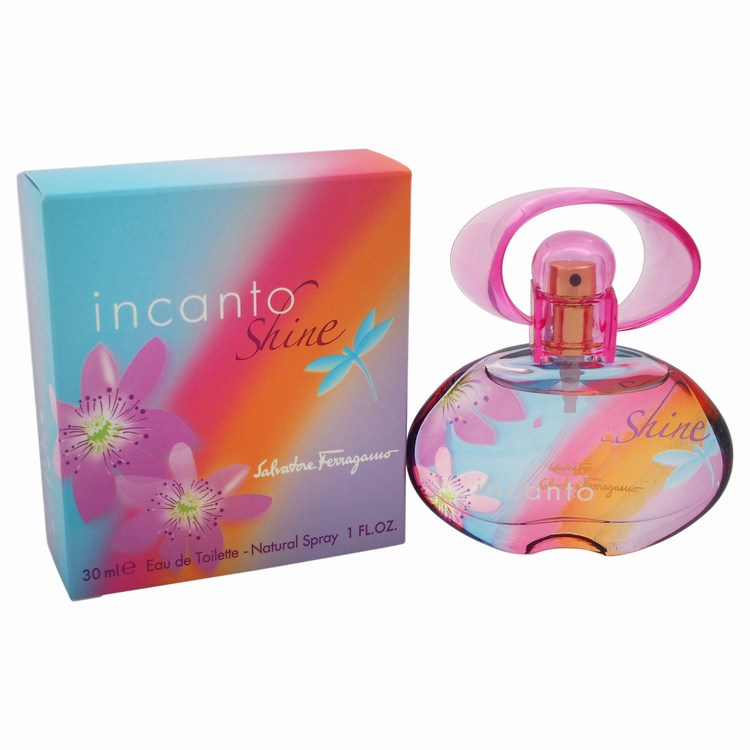 incanto
Shine
Salvatore Ferragamo
30 ml e Eau de Toilette - Natural Spray 1 FL.OZ.
Shine
Salvatore Ferragamo
incanto